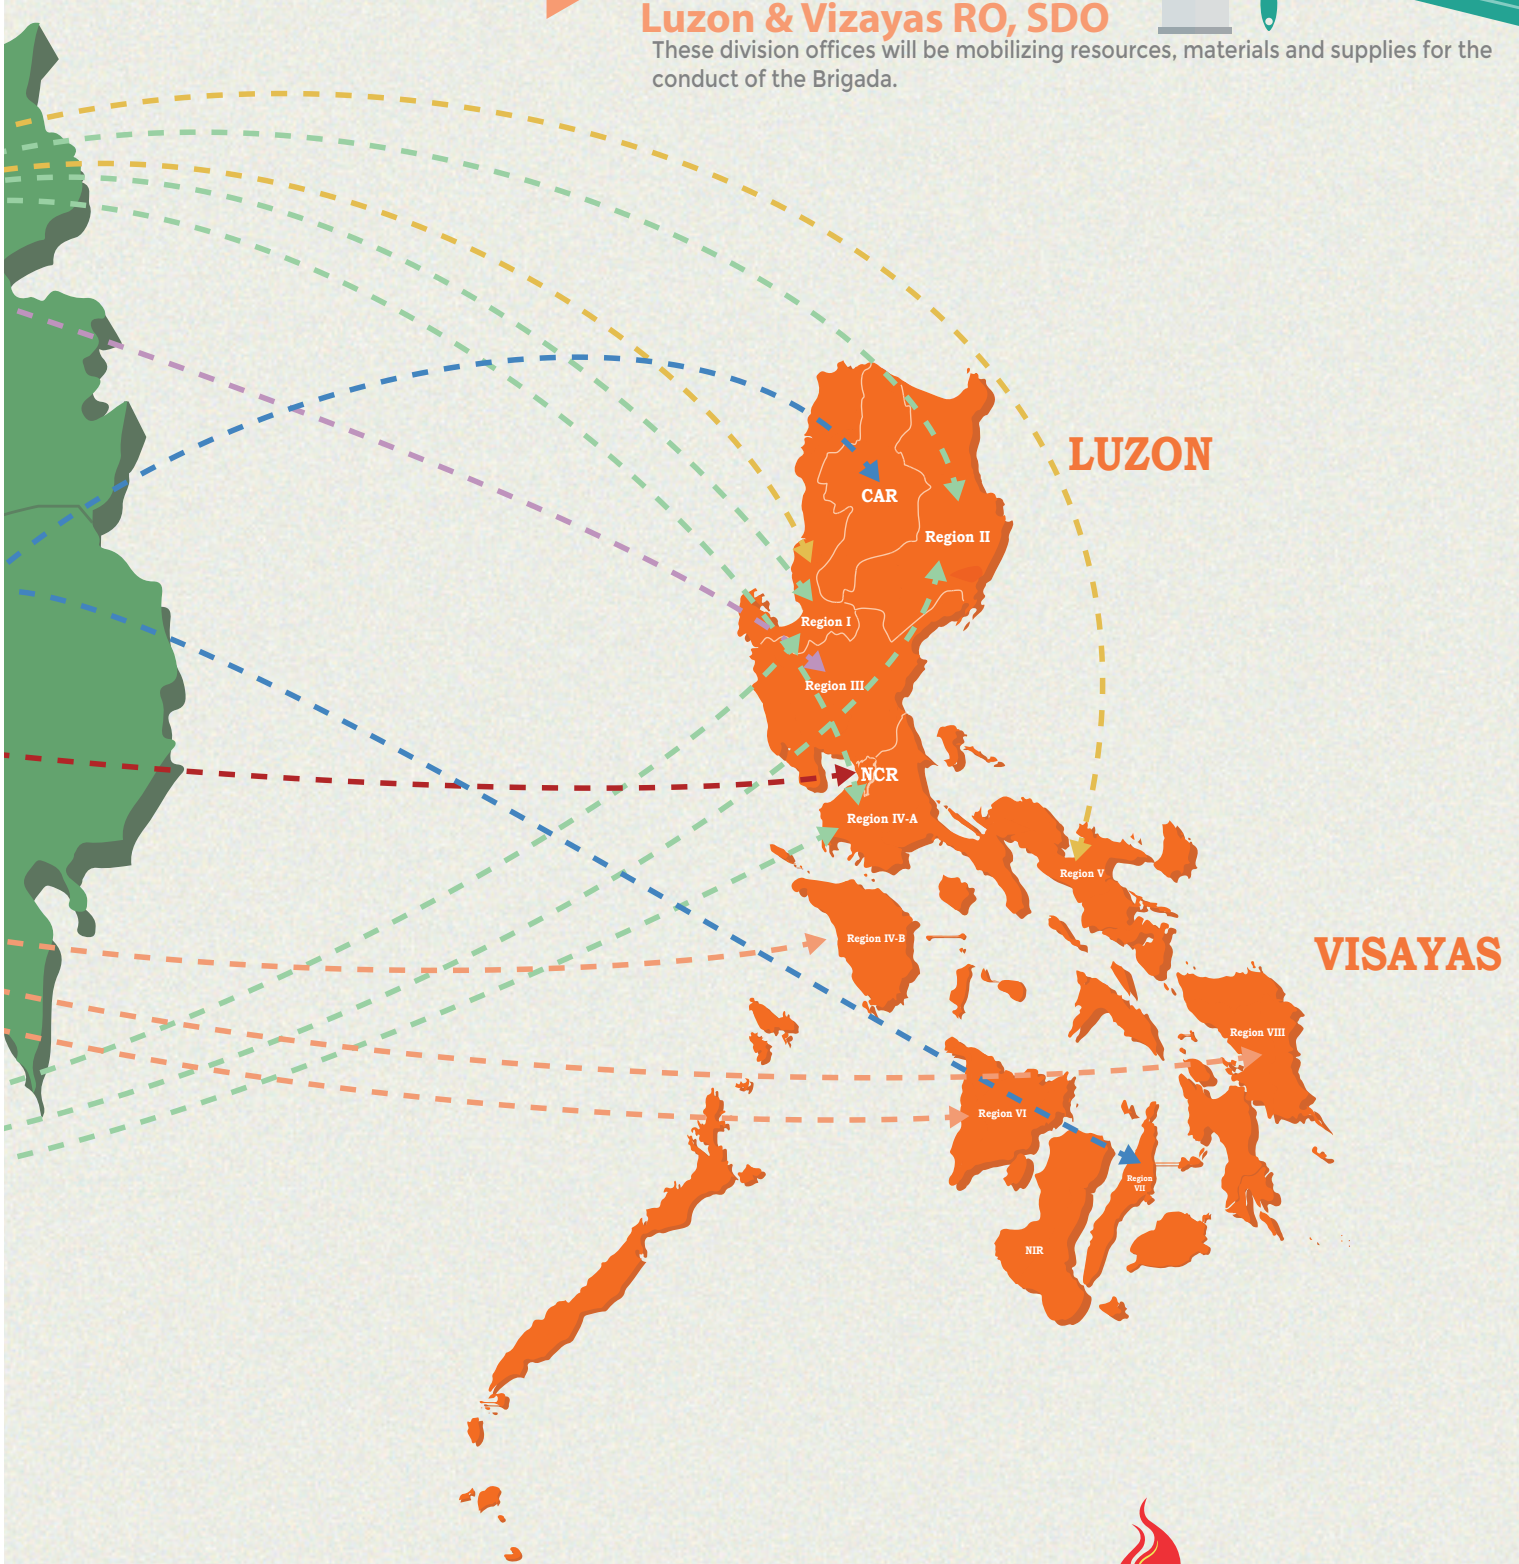 Luzon & Vizayas RO, SDO
These division offices will be mobilizing resources, materials and supplies for the
conduct of the Brigada.
LUZON
CAR
Region II
Region I
Region III
NCR
Region IV-A
Region V
Region IV-B
VISAYAS
Region VIII
Region VI
Region
VII
NIR